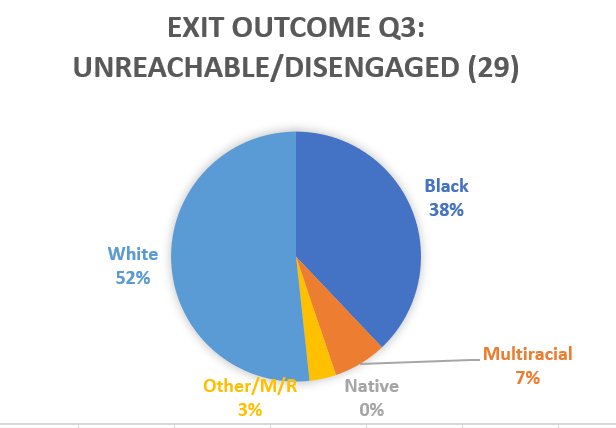 EXIT OUTCOME Q3:
UNREACHABLE/DISENGAGED (29)
Black
38%
White
52%
Multiracial
7%
Other/M/R
3%
Native
0%